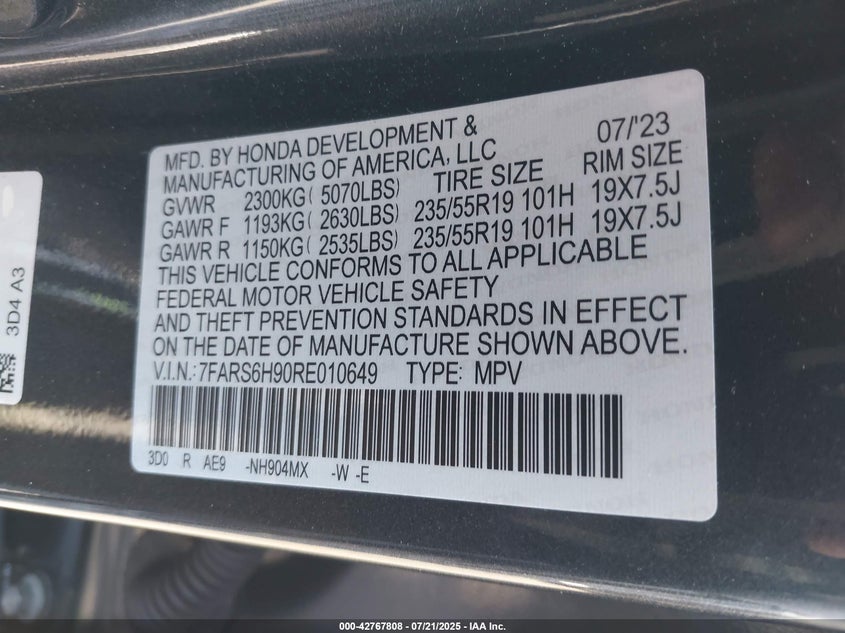 MFD. BY HONDA DEVELOPMENT & 07/'23
MANUFACTURING OF AMERICA, LLC
TIRE SIZE RIM SIZE
GVWR 2300KG( 5070LBS)
GAWR F 1193KG( 2630LBS) 235/55R19 101H 19X7.5J
GAWR R 1150KG( 2535LBS) 235/55R19 101H 19X7.5J
THIS VEHICLE CONFORMS TO ALL APPLICABLE
FEDERAL MOTOR VEHICLE SAFETY
AND THEFT PREVENTION STANDARDS IN EFFECT
ON THE DATE OF MANUFACTURE SHOWN ABOVE.
V.I.N.:7FARS6H90RE010649 TYPE: MPV
3D0 R AE9 -NH904MX -W -E
3D4 A3
000-42767808 - 07/21/2025 - IAA Inc.